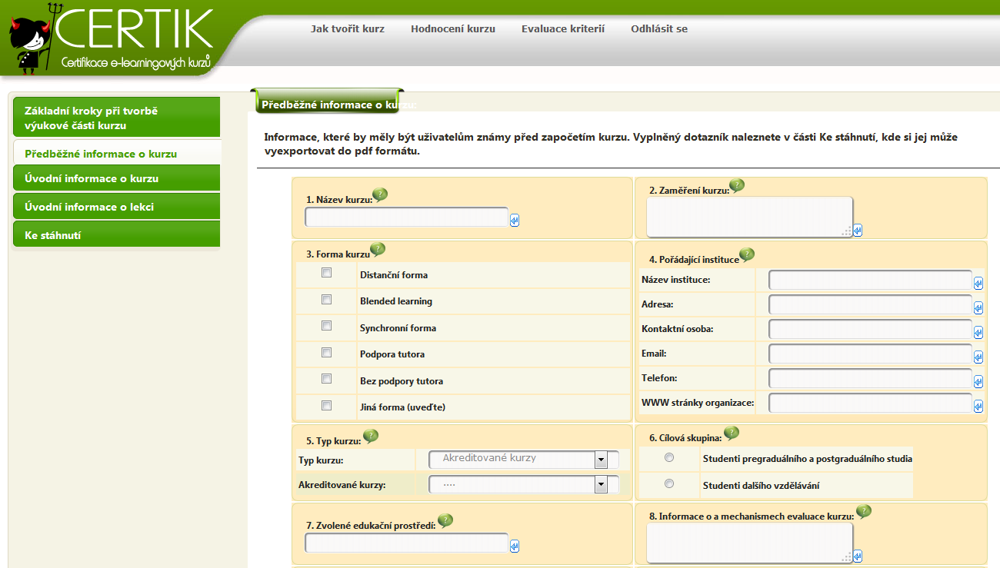 CERTIK
Certifikace e-learningových kurzů
Jak tvořit kurz
Hodnocení kurzu
Evaluace kriterií
Odhlásit se
Základní kroky při tvorbě
výukové části kurzu
Předběžné informace o kurzu
Úvodní informace o kurzu
Úvodní informace o lekci
Ke stáhnutí
Předběžné informace o kurzu:
Informace, které by měly být uživatelům známy před započetím kurzu. Vyplněný dotazník naleznete v části Ke stáhnutí, kde si jej může
vyexportovat do pdf formátu.
1. Název kurzu:
2. Zaměření kurzu:
3. Forma kurzu
Distanční forma
Blended learning
Synchronní forma
Podpora tutora
Bez podpory tutora
Jiná forma (uveďte)
4. Pořádající instituce
Název instituce:
Adresa:
Kontaktní osoba:
Email:
Telefon:
WWW stránky organizace:
5. Typ kurzu:
Typ kurzu:
Akreditované kurzy
Akreditované kurzy:
....
6. Cílová skupina:
Studenti pregraduálního a postgraduálního studia
Studenti dalšího vzdělávání
7. Zvolené edukační prostředí:
8. Informace o a mechanismech evaluace kurzu: